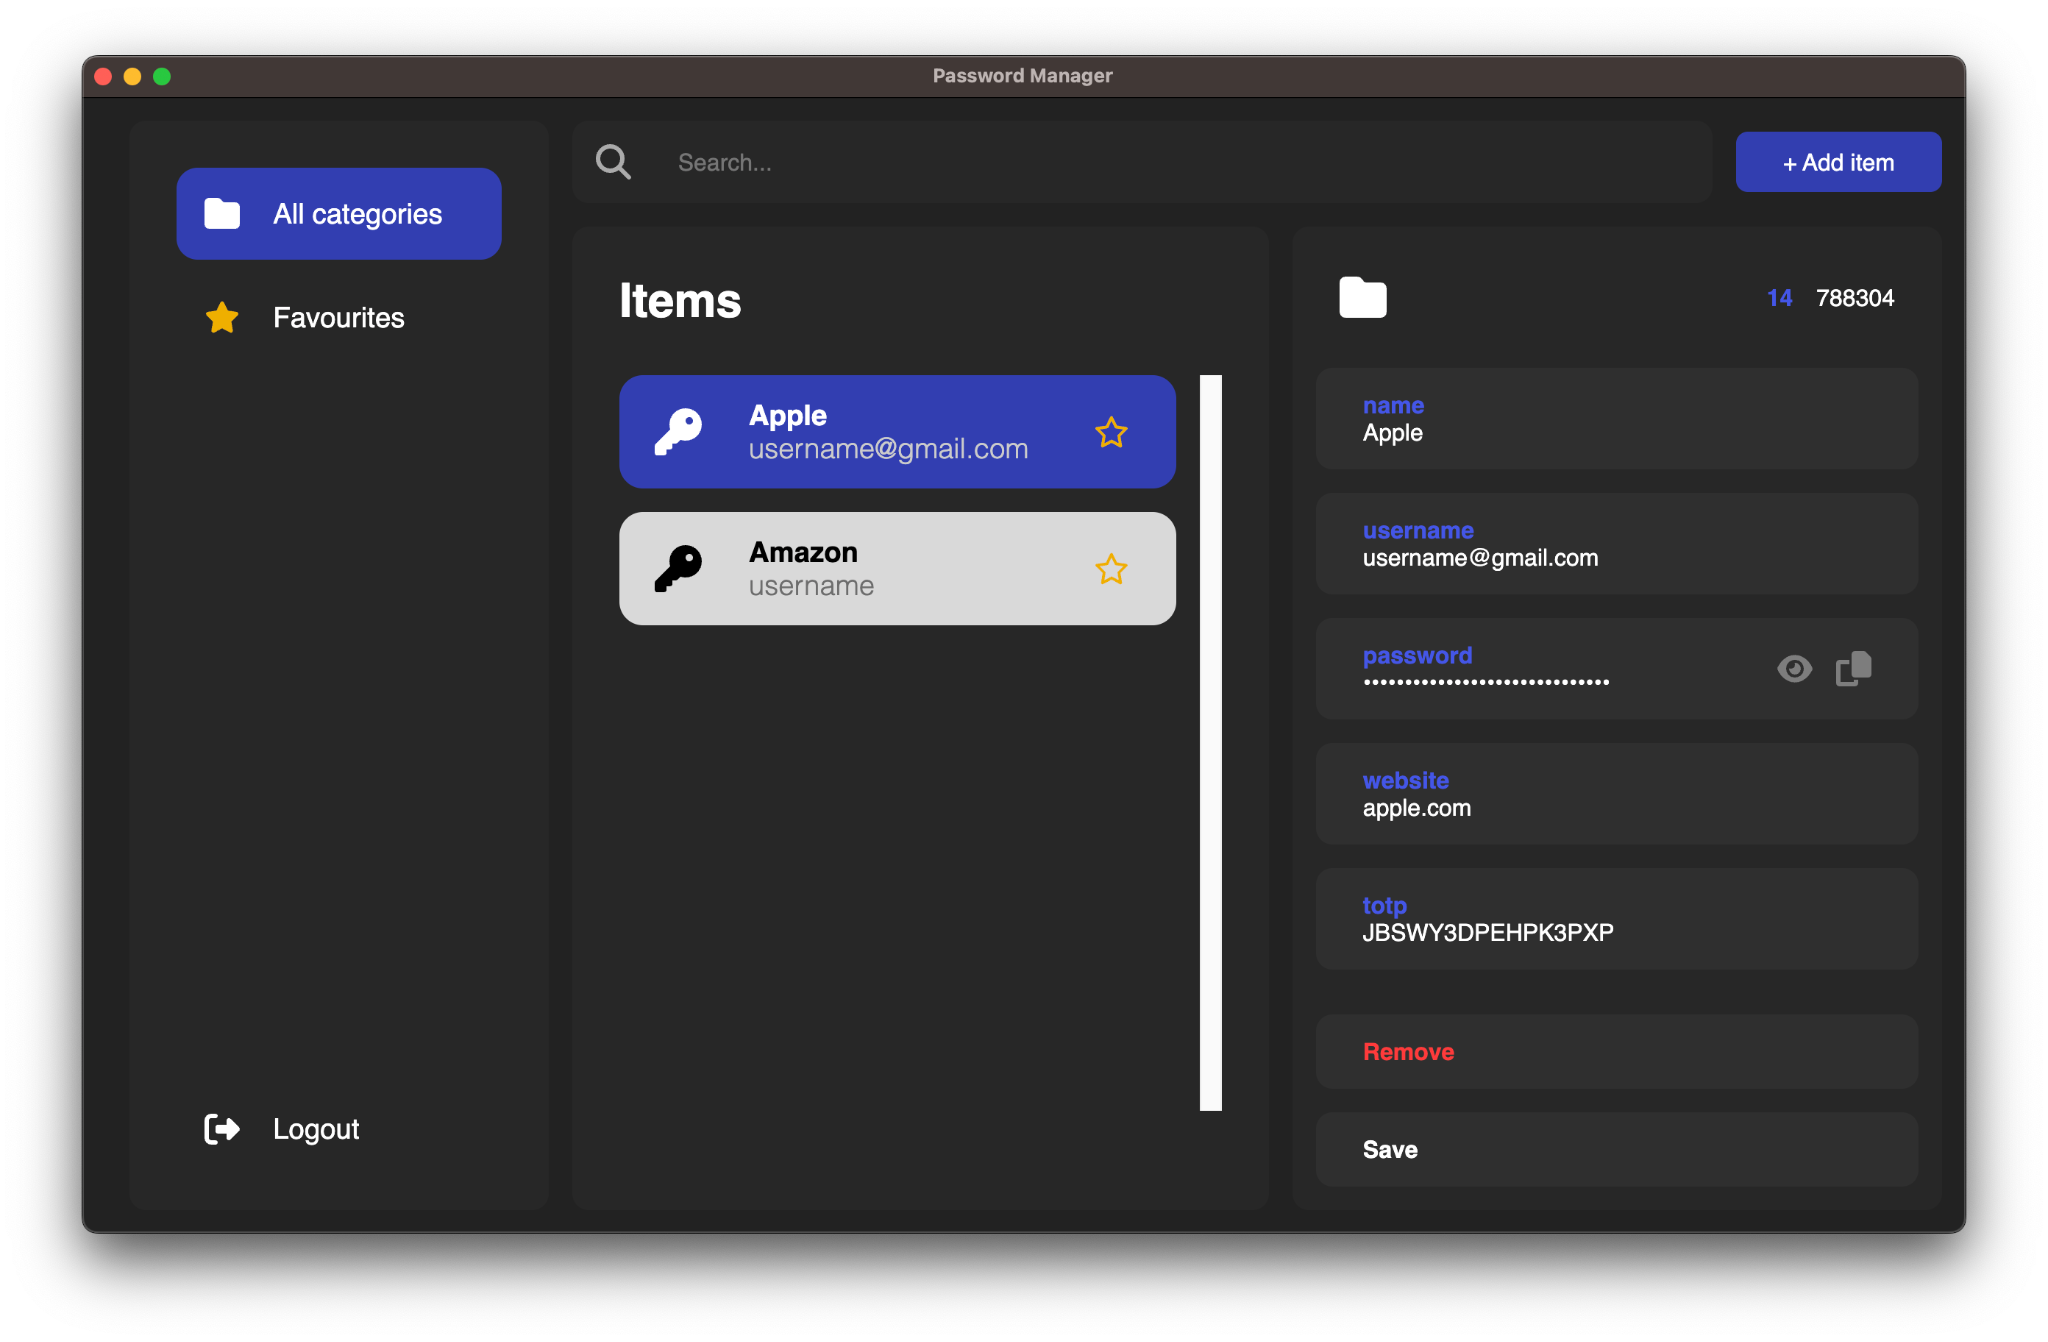 Password Manager
All categories
Favourites
Logout
Search...
+ Add item
Items
Apple
username@gmail.com
Amazon
username
14 788304
name
Apple
username
username@gmail.com
password
••••••••••••••••••••••••••••••
website
apple.com
totp
JBSWY3DPEHPK3PXP
Remove
Save